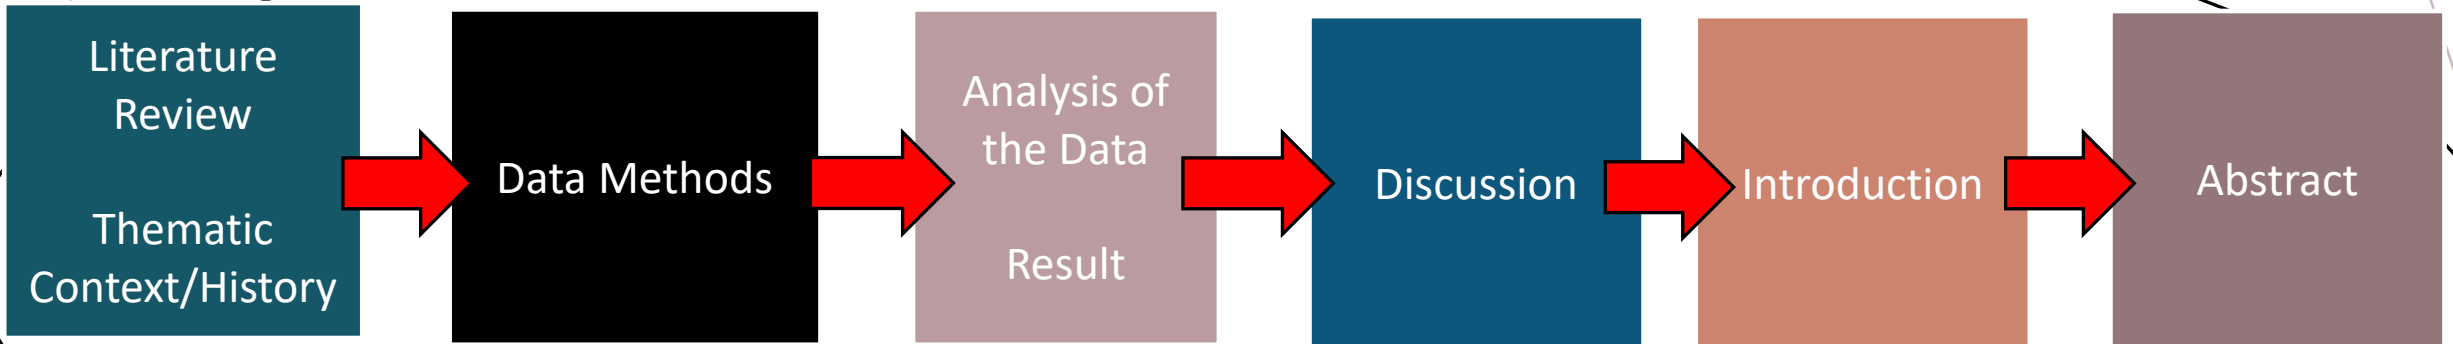 Literature
Review
Thematic
Context/History
Data Methods
Analysis of
the Data
Result
Discussion
Introduction
Abstract